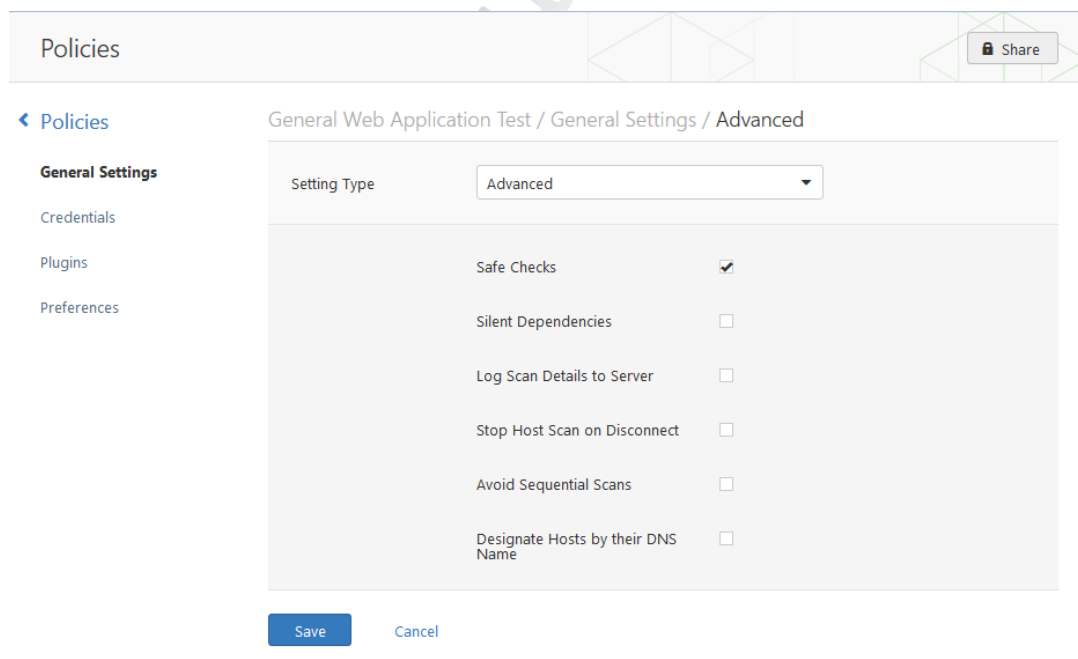 Policies
Share
Policies
General Web Application Test / General Settings / Advanced
General Settings
Credentials
Plugins
Preferences
Setting Type
Advanced
Safe Checks
Silent Dependencies
Log Scan Details to Server
Stop Host Scan on Disconnect
Avoid Sequential Scans
Designate Hosts by their DNS
Name
Save
Cancel